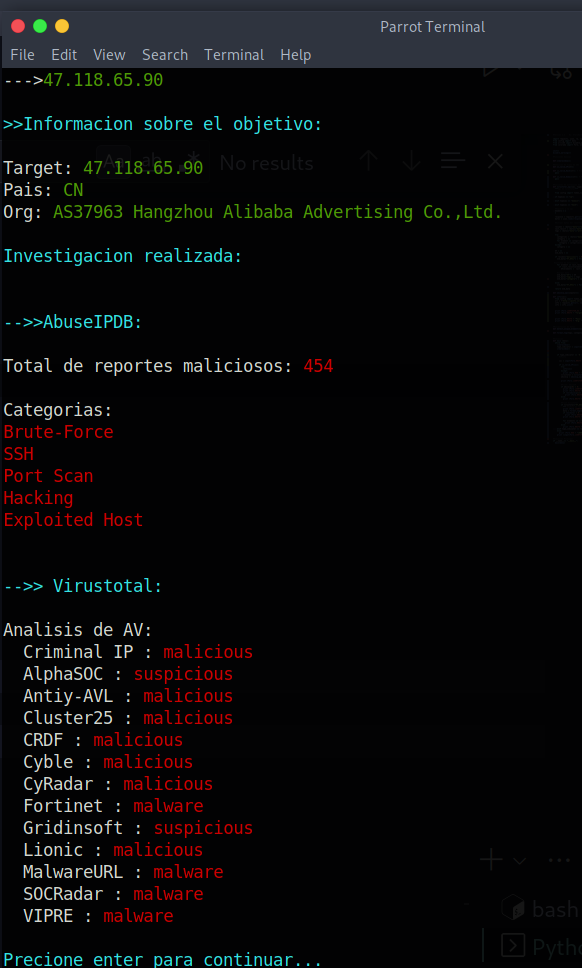 Parrot Terminal
File Edit View Search Terminal Help
--->47.118.65.90
>>Informacion sobre el objetivo:
No results
Target: 47.118.65.90
Pais: CN
Org: AS37963 Hangzhou Alibaba Advertising Co.,Ltd.
Investigacion realizada:
-->>AbuseIPDB:
Total de reportes maliciosos: 454
Categorias:
Brute-Force
SSH
Port Scan
Hacking
Exploited Host
-->> Virustotal:
Analisis de AV:
Criminal IP : malicious
AlphaSOC : suspicious
Antiy-AVL : malicious
Cluster25 : malicious
CRDF : malicious
Cyble : malicious
CyRadar : malicious
Fortinet : malware
Gridinsoft : suspicious
Lionic : malicious
MalwareURL : malware
SOCRadar : malware
VIPRE : malware
bash
Pytho
Precione enter para continuar...